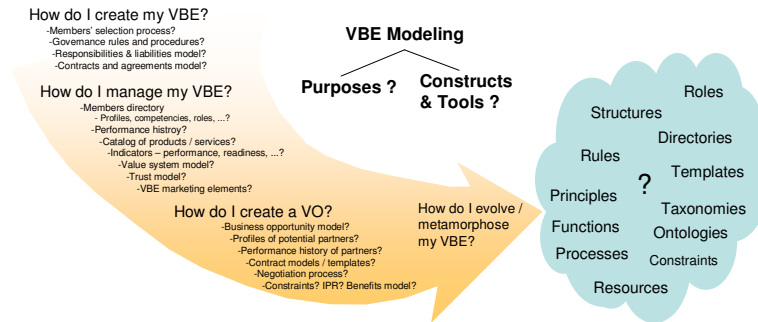 How do I create my VBE?
-Members' selection process?
-Governance rules and procedures?
-Responsibilities & liabilities model?
-Contracts and agreements model?
How do I manage my VBE?
-Members directory
- Profiles, competencies, roles, ...?
-Performance histroy?
-Catalog of products / services?
-Indicators – performance, readiness, ...?
-Value system model?
-Trust model?
-VBE marketing elements?
How do I create a VO?
-Business opportunity model?
-Profiles of potential partners?
-Performance history of partners?
-Contract models / templates?
-Negotiation process?
-Constraints? IPR? Benefits model?
How do I evolve /
metamorphose
my VBE?
VBE Modeling
Purposes ?
Constructs
& Tools ?
Roles
Structures
Directories
Rules
Templates
?
Principles
Taxonomies
Functions
Ontologies
Processes
Constraints
Resources